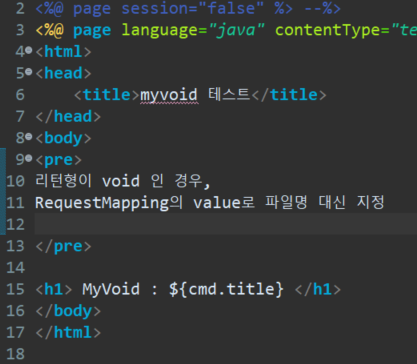 2 <%@ page session="false" %> --%>
3 <%@ page language="java" contentType="te
4 <html>
5 <head>
6 <title>myvoid 테스트</title>
7 </head>
8 <body>
9 <pre>
10 리턴형이 void 인 경우,
11 RequestMapping의 value로 파일명 대신 지정
12
13 </pre>
14
15 <h1> MyVoid : ${cmd.title} </h1>
16 </body>
17 </html>
18